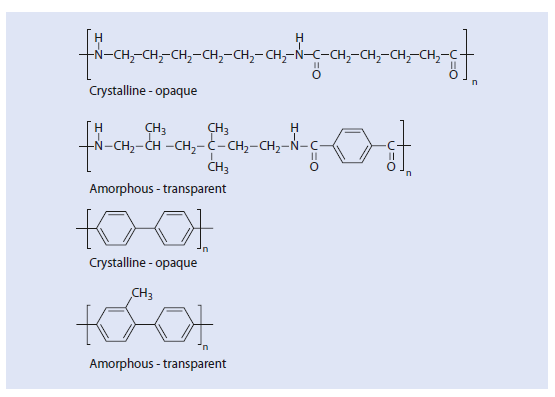 H H
N-CH₂-CH₂-CH₂-CH₂-CH₂-CH₂-N-C-CH₂-CH₂-CH₂-CH₂-C
O O n
Crystalline - opaque
H CH₃ CH₃ H
N-CH₂-CH-CH₂-C-CH₂-CH₂-N-C C
CH₃ O O n
Amorphous - transparent
n
Crystalline - opaque
CH₃
n
Amorphous - transparent